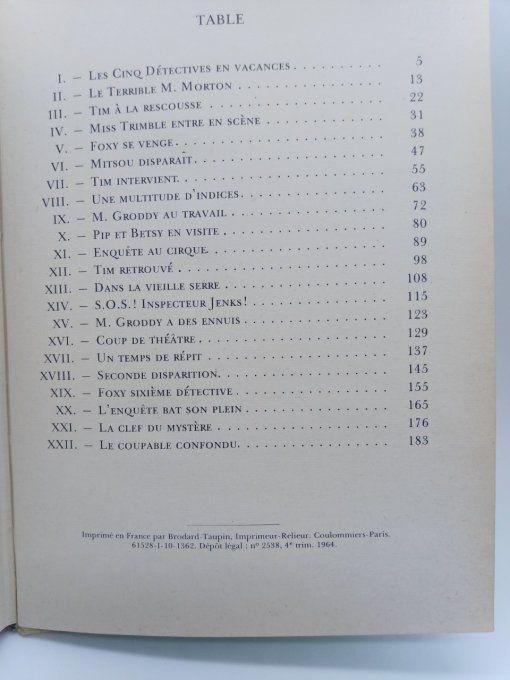 TABLE
I. – Les Cinq Détectives en vacances . . . . . . . . . . 5
II. – Le Terrible M. Morton . . . . . . . . . . . . . . . 13
III. – Tim à la rescousse . . . . . . . . . . . . . . . . . 22
IV. – Miss Trimble entre en scène . . . . . . . . . . . . 31
V. – Foxy se venge . . . . . . . . . . . . . . . . . . . . 38
VI. – Mitsou disparaît . . . . . . . . . . . . . . . . . . 47
VII. – Tim intervient . . . . . . . . . . . . . . . . . . . 55
VIII. – Une multitude d'indices . . . . . . . . . . . . . . 63
IX. – M. Groddy au travail . . . . . . . . . . . . . . . . 72
X. – Pip et Betsy en visite . . . . . . . . . . . . . . . 80
XI. – Enquête au cirque . . . . . . . . . . . . . . . . . 89
XII. – Tim retrouvé . . . . . . . . . . . . . . . . . . . . 98
XIII. – Dans la vieille serre . . . . . . . . . . . . . . . 108
XIV. – S.O.S.! Inspecteur Jenks! . . . . . . . . . . . . . 115
XV. – M. Groddy a des ennuis . . . . . . . . . . . . . . . 123
XVI. – Coup de théâtre . . . . . . . . . . . . . . . . . . 129
XVII. – Un temps de répit . . . . . . . . . . . . . . . . . 137
XVIII. – Seconde disparition . . . . . . . . . . . . . . . . 145
XIX. – Foxy sixième détective . . . . . . . . . . . . . . . 155
XX. – L'enquête bat son plein . . . . . . . . . . . . . . 165
XXI. – La clef du mystère . . . . . . . . . . . . . . . . . 176
XXII. – Le coupable confondu . . . . . . . . . . . . . . . 183
Imprimé en France par Brodard-Taupin, Imprimeur-Relieur. Coulommiers-Paris.
61528-I-10-1362. Dépôt légal : nº 2538, 4e trim. 1964.